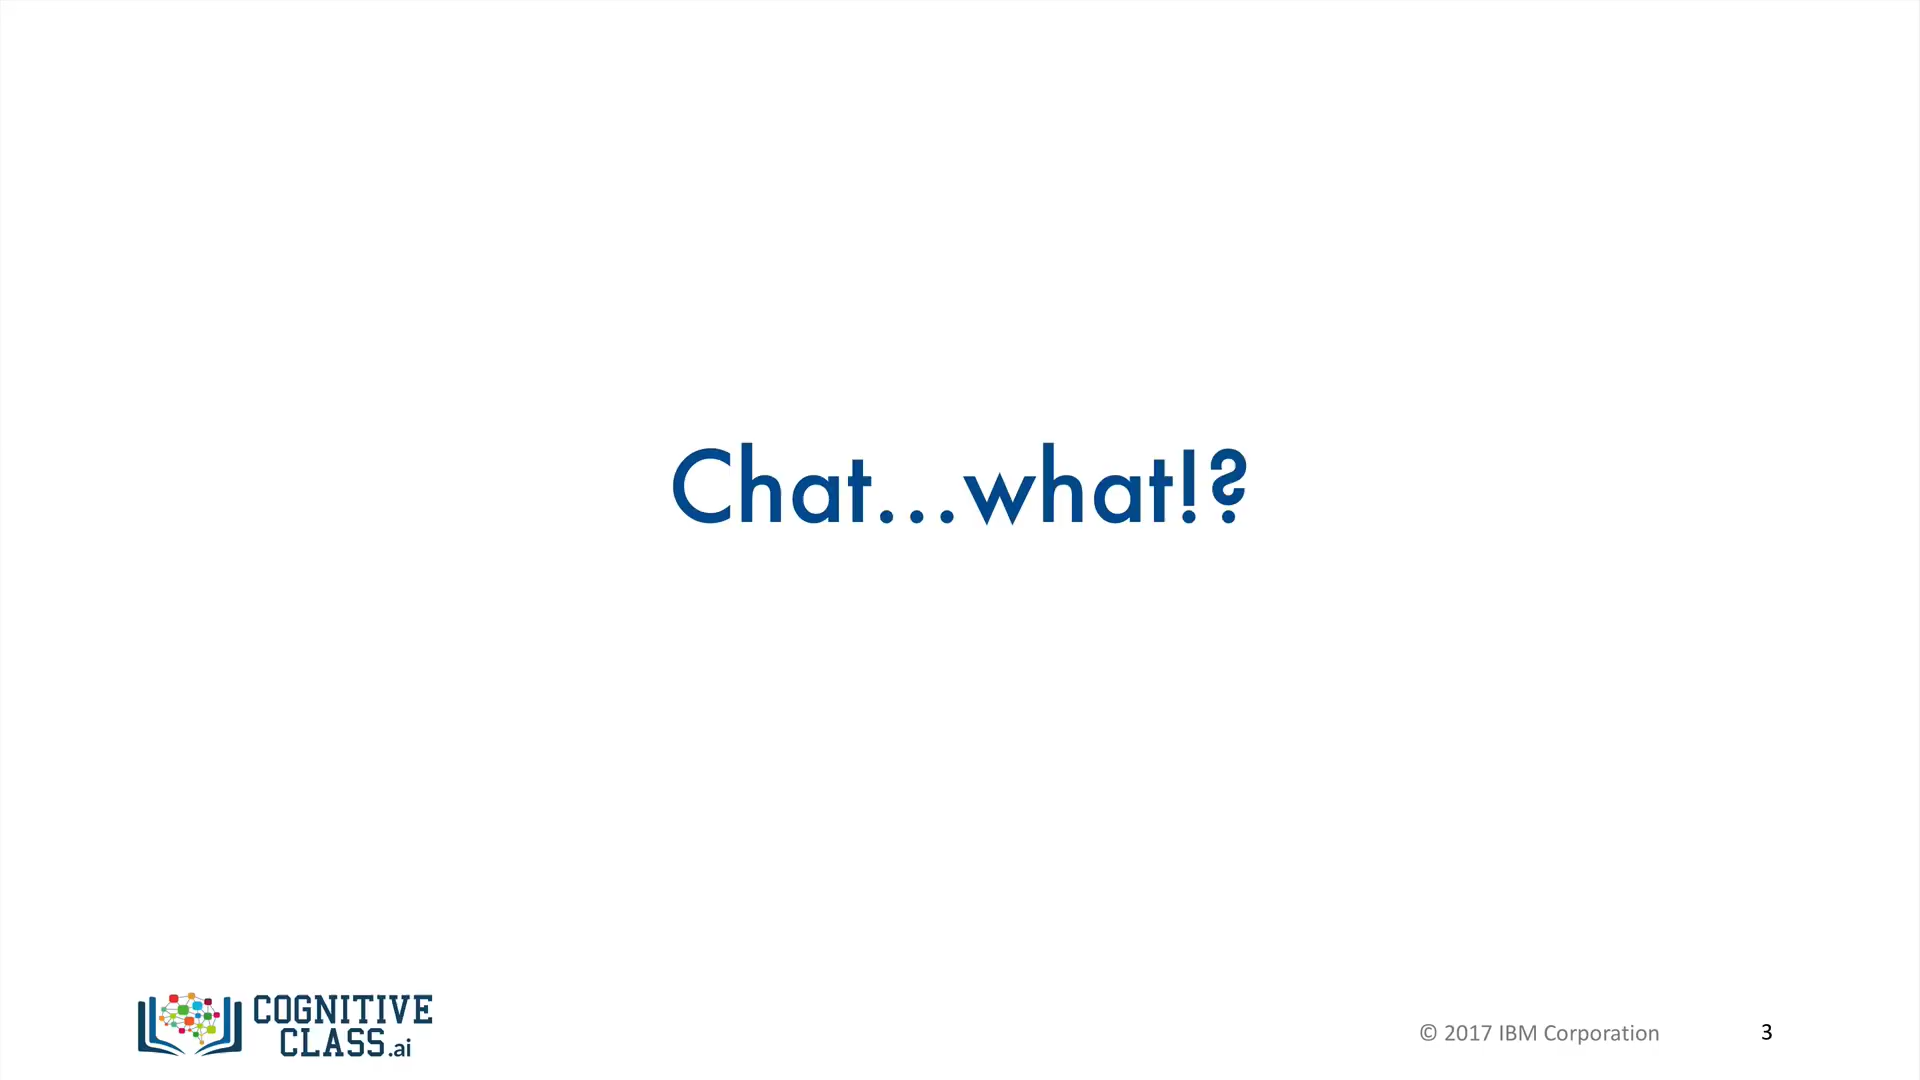 Chat...what!?
COGNITIVE
CLASS.ai
© 2017 IBM Corporation
3